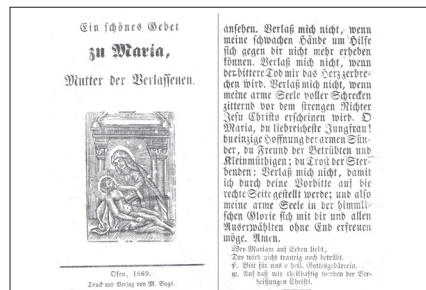 Ein schönes Gebet
zu Maria,
Mutter der Verlassenen.
Ofen, 1869.
Druck und Verlag von M. Bagó.
ansehen. Verlaß mich nicht, wenn
meine schwachen Hände um Hilfe
sich gegen dir nicht mehr erheben
können. Verlaß mich nicht, wenn
der bittere Tod mir das Herz zerbre-
chen wird. Verlaß mich nicht, wenn
meine arme Seele voller Schrecken
zitternd vor dem strengen Richter
Jesu Christo erscheinen wird. O
Maria, du liebreicheste Jungfrau!
du einzige Hoffnung der armen Sün-
der, du Freund der Betrübten und
Kleinmüthigen; du Trost der Ster-
benden: Verlaß mich nicht, damit
ich durch deine Vorbitte auf die
rechte Seite gestellt werde; und also
meine arme Seele in der himmli-
schen Glorie sich mit dir und allen
Auserwählten ohne End erfreuen
möge. Amen.
Wer Mariam auf Erden liebt,
Der wird nicht traurig noch betrübt.
Bitt für uns o heil. Gottesgebärerin.
Auf daß wir theilhaftig werden der Ver-
heißungen Christi.